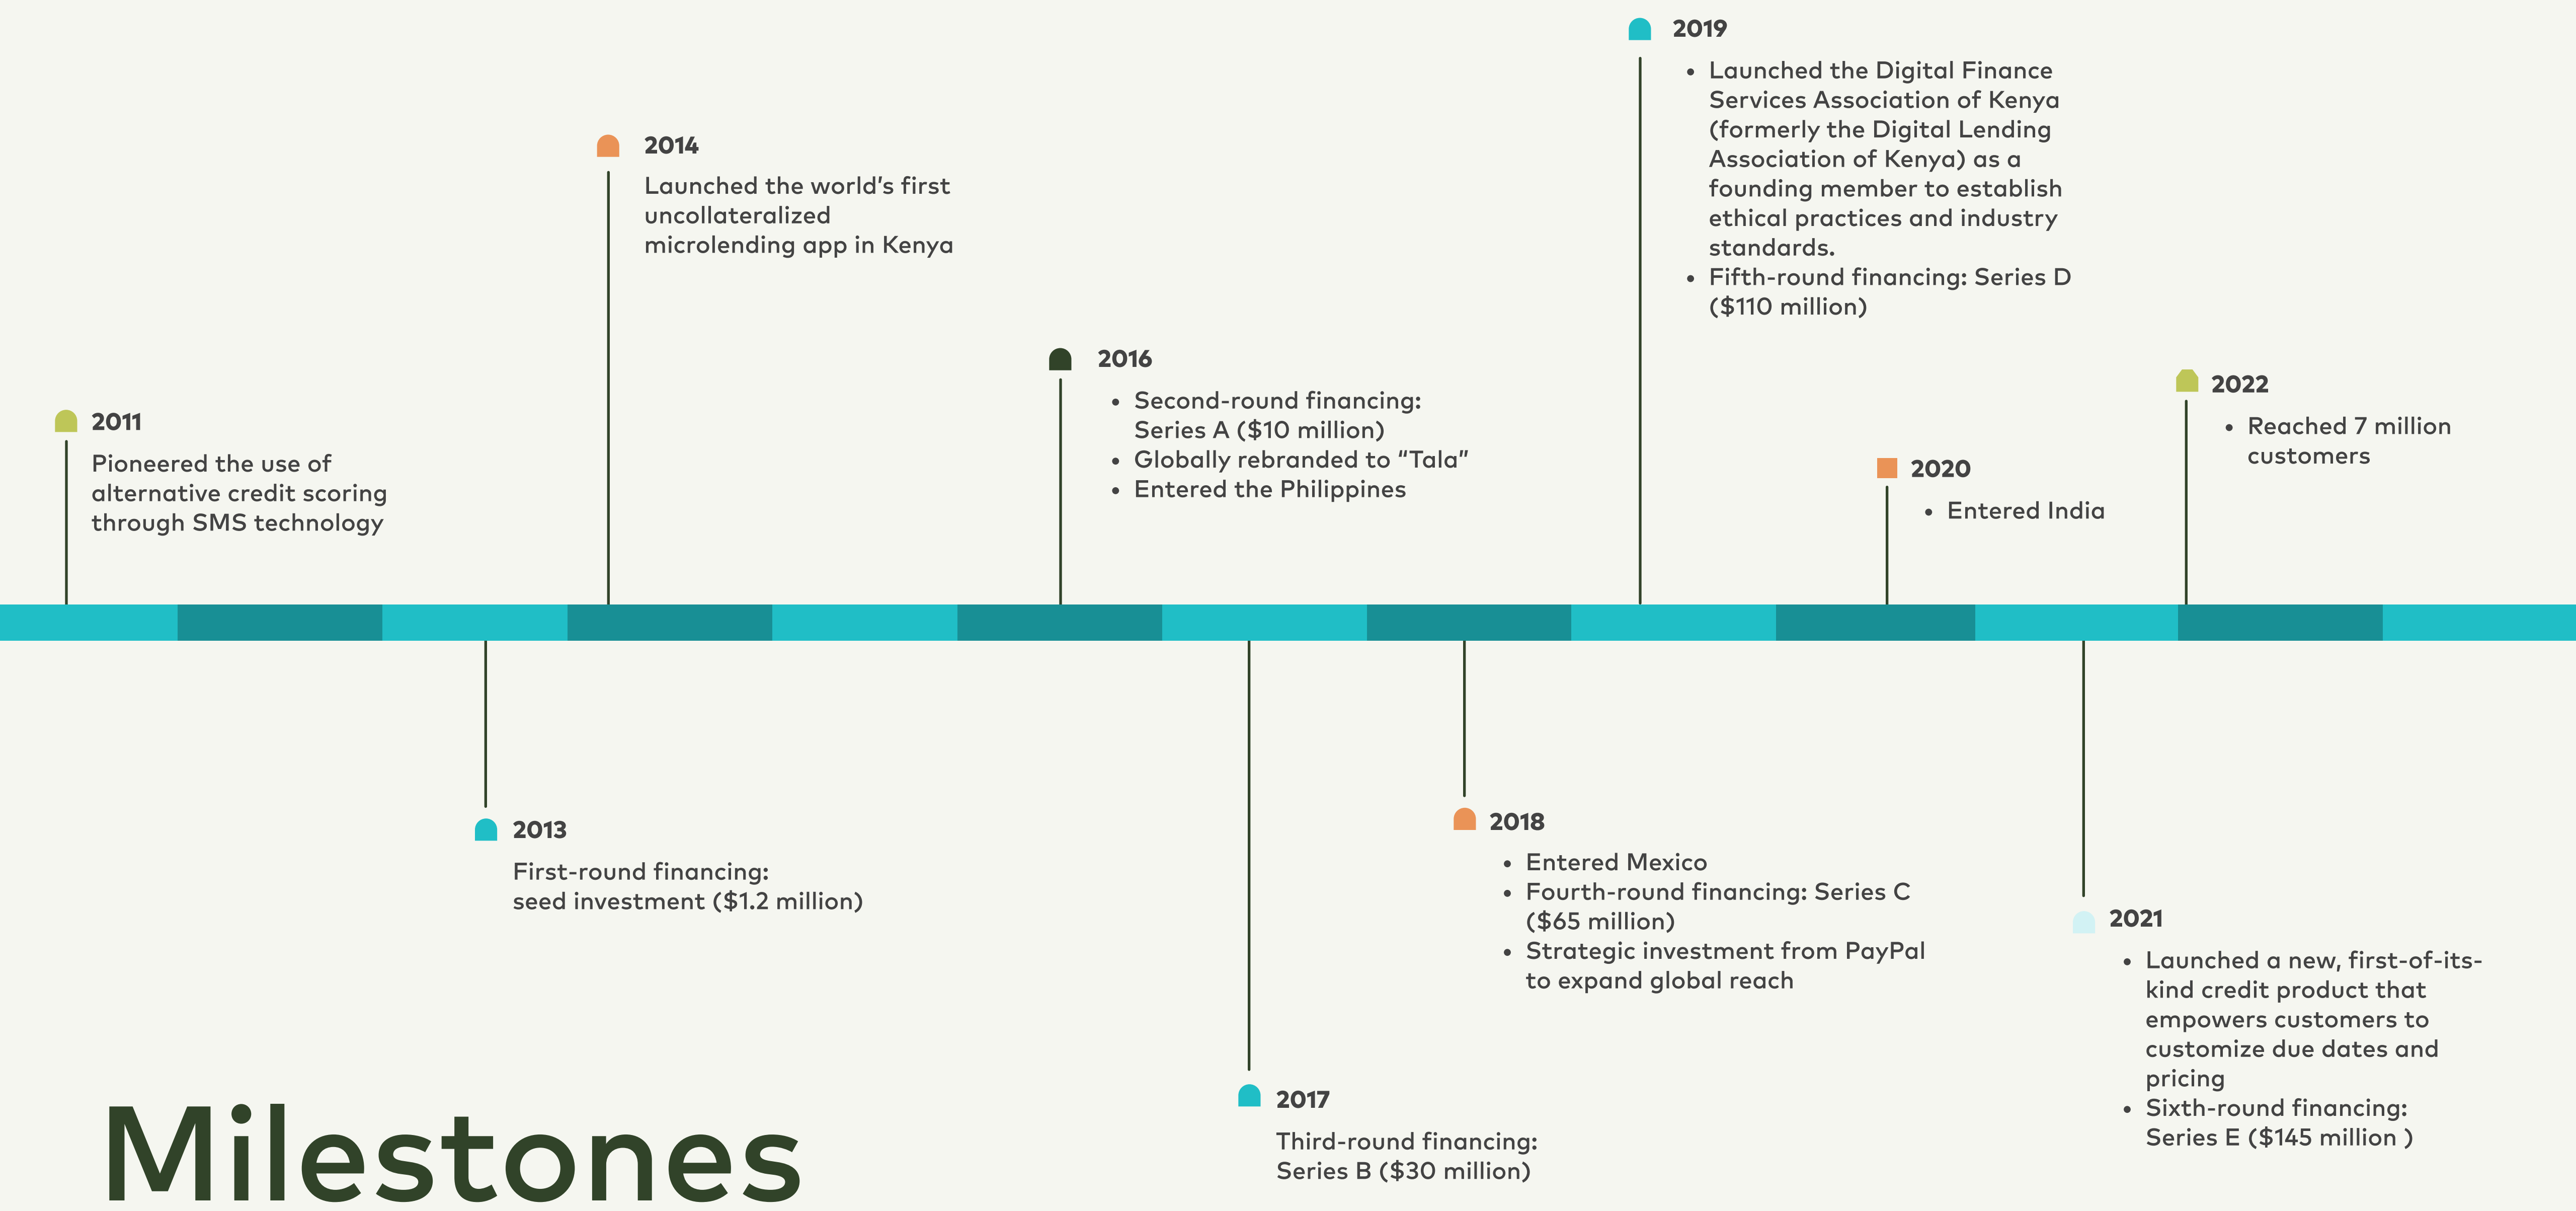 2011
Pioneered the use of
alternative credit scoring
through SMS technology
2013
First-round financing:
seed investment ($1.2 million)
2014
Launched the world’s first
uncollateralized
microlending app in Kenya
2016
• Second-round financing:
Series A ($10 million)
• Globally rebranded to “Tala”
• Entered the Philippines
2017
Third-round financing:
Series B ($30 million)
2018
• Entered Mexico
• Fourth-round financing: Series C
($65 million)
• Strategic investment from PayPal
to expand global reach
2019
• Launched the Digital Finance
Services Association of Kenya
(formerly the Digital Lending
Association of Kenya) as a
founding member to establish
ethical practices and industry
standards.
• Fifth-round financing: Series D
($110 million)
2020
• Entered India
2021
• Launched a new, first-of-its-
kind credit product that
empowers customers to
customize due dates and
pricing
• Sixth-round financing:
Series E ($145 million )
2022
• Reached 7 million
customers
Milestones